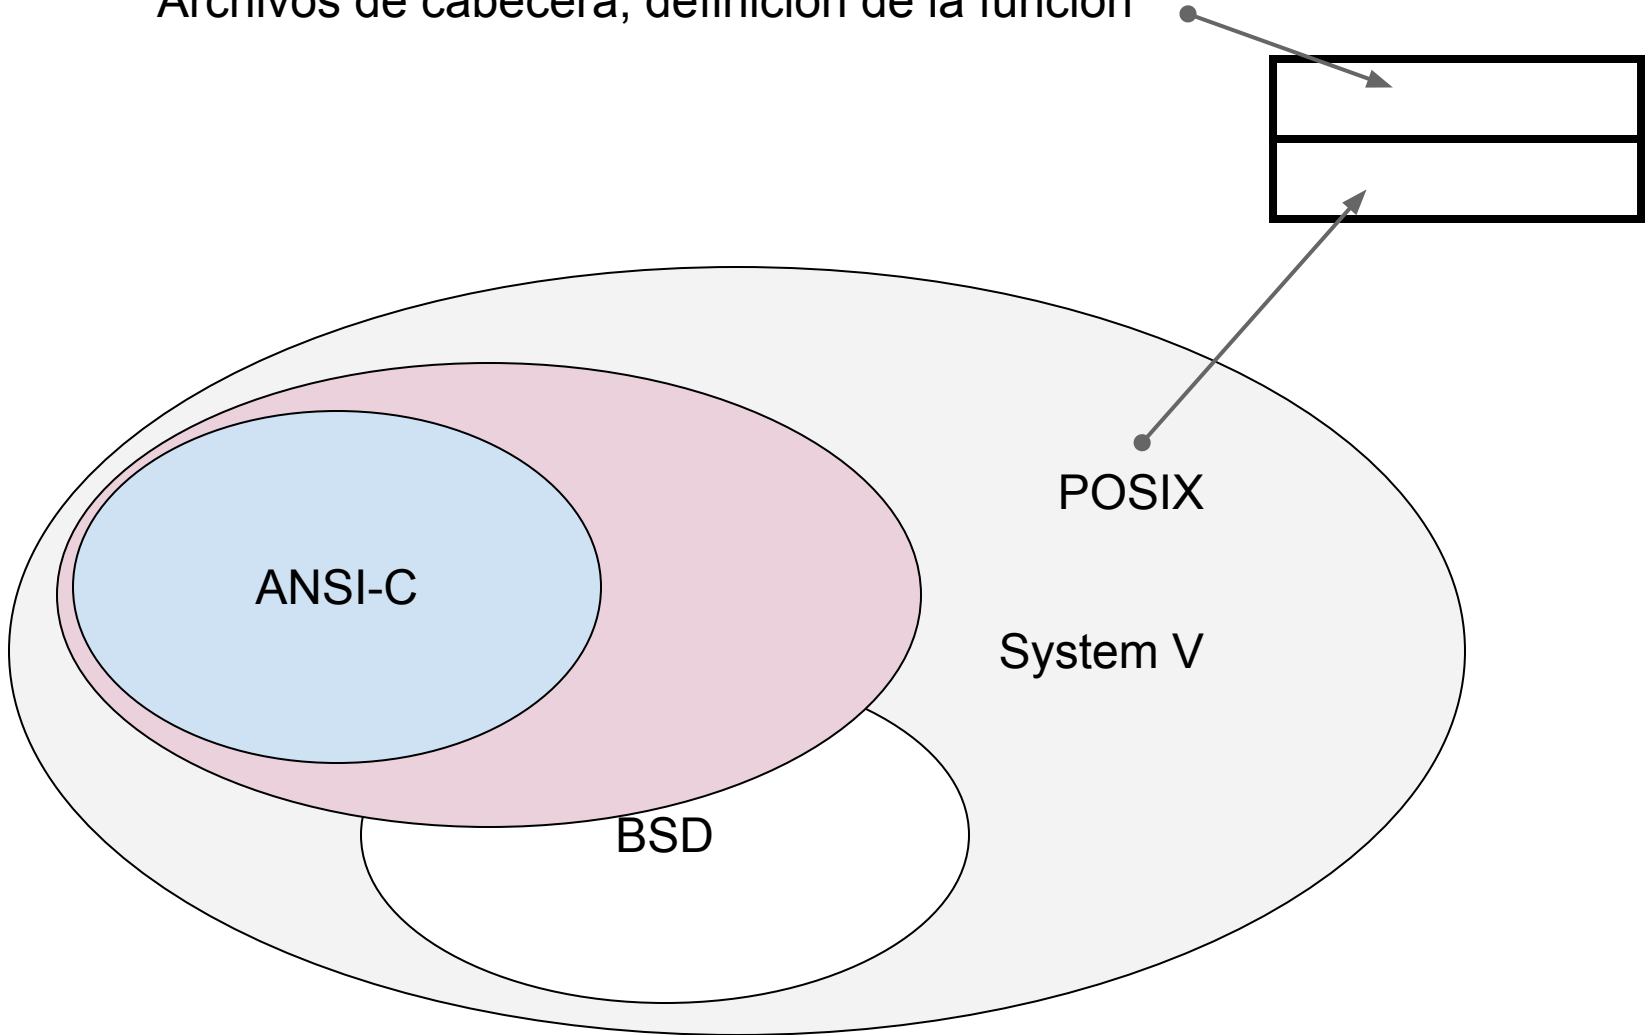 Archivos de cabecera, definición de la función
POSIX
ANSI-C
System V
BSD